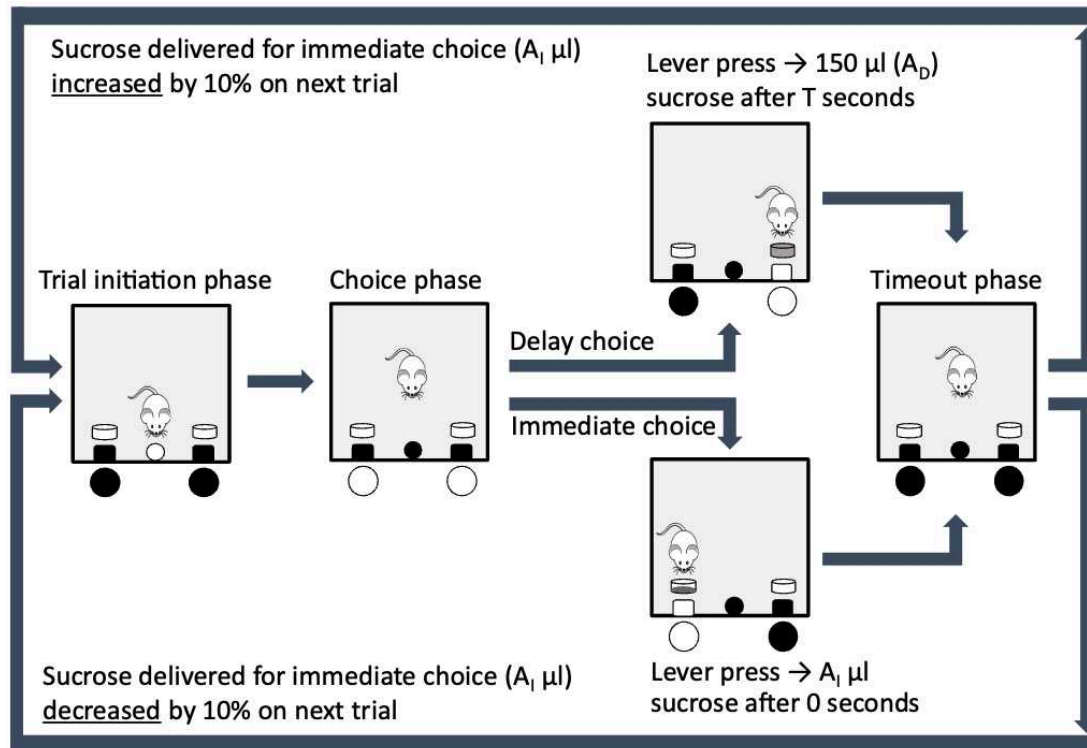 Sucrose delivered for immediate choice (A_I µl)
increased by 10% on next trial
Lever press → 150 µl (A_D)
sucrose after T seconds
Trial initiation phase
Choice phase
Delay choice
Immediate choice
Timeout phase
Sucrose delivered for immediate choice (A_I µl)
decreased by 10% on next trial
Lever press → A_I µl
sucrose after 0 seconds